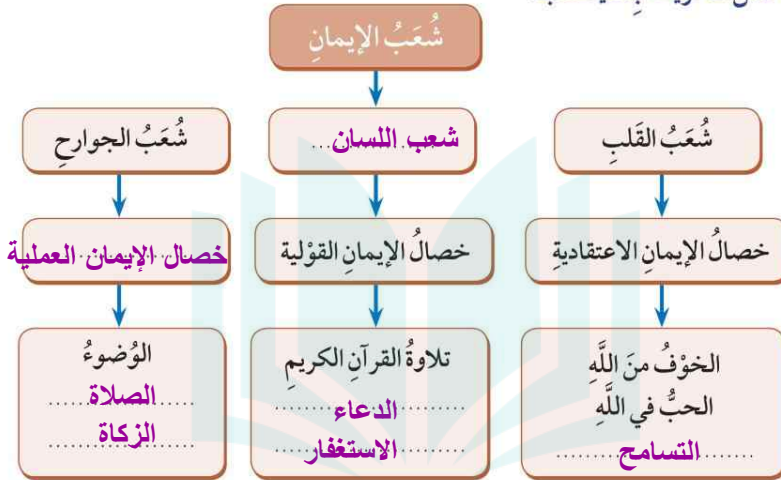 شُعَبُ الإيمانِ
شُعَبُ القَلبِ
شعب اللسان
شُعَبُ الجوارحِ
خصالُ الإيمانِ الاعتقاديةِ
خصالُ الإيمانِ القوْلية
خصال الإيمان العملية
الخوْفُ منَ اللَّهِ
الحبُّ في اللَّهِ
التسامح
تلاوةُ القرآنِ الكريمِ
الدعاء
الاستغفار
الوُضوءُ
الصلاة
الزكاة